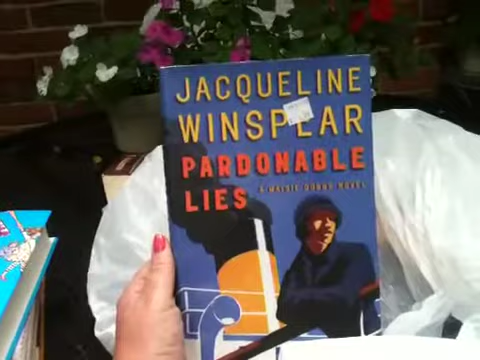 JACQUELINE
WINSPEAR
PARDONABLE
LIES
A MAISIE DOBBS NOVEL